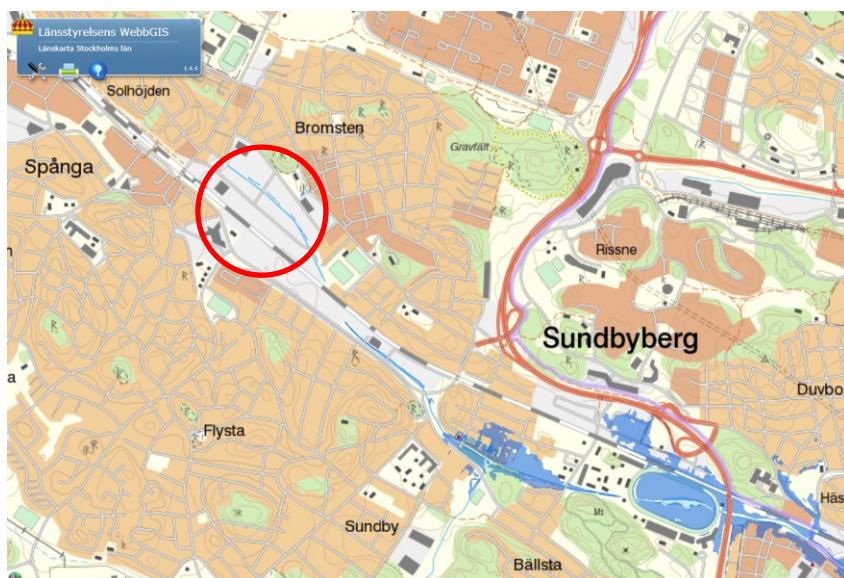 Länsstyrelsens WebbGIS
Länskarta Stockholms län
1.4.4
Solhöjden
Bromsten
Spånga
Gravfält
Rissne
Sundbyberg
Duvbo
a
Flysta
Häs
Ms
Sundby
Bällsta